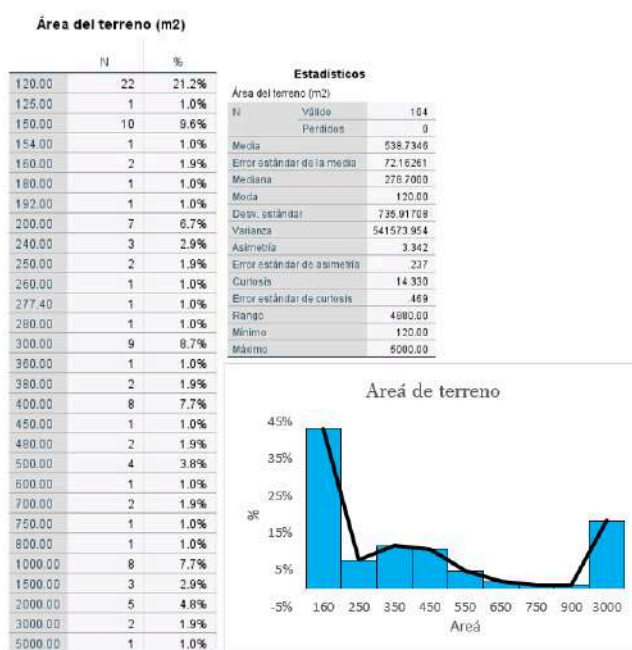 Área del terreno (m2)
N %
120.00 22 21.2%
125.00 1 1.0%
150.00 10 9.6%
154.00 1 1.0%
160.00 2 1.9%
180.00 1 1.0%
192.00 1 1.0%
200.00 7 6.7%
240.00 3 2.9%
250.00 2 1.9%
260.00 1 1.0%
277.40 1 1.0%
280.00 1 1.0%
300.00 9 8.7%
360.00 1 1.0%
380.00 2 1.9%
400.00 8 7.7%
450.00 1 1.0%
480.00 2 1.9%
500.00 4 3.8%
600.00 1 1.0%
700.00 2 1.9%
750.00 1 1.0%
800.00 1 1.0%
1000.00 8 7.7%
1500.00 3 2.9%
2000.00 5 4.8%
3000.00 2 1.9%
5000.00 1 1.0%
Estadísticos
Área del terreno (m2)
N Válido 104
Perdidos 0
Media 538.7346
Error estándar de la media 72.16261
Mediana 278.7000
Moda 120.00
Desv. estándar 735.91708
Varianza 541573.954
Asimetría 3.342
Error estándar de asimetría .237
Curtosis 14.330
Error estándar de curtosis .469
Rango 4880.00
Mínimo 120.00
Máximo 5000.00
Areá de terreno
45%
35%
25%
%
15%
5%
-5% 160 250 350 450 550 650 750 900 3000
Areá